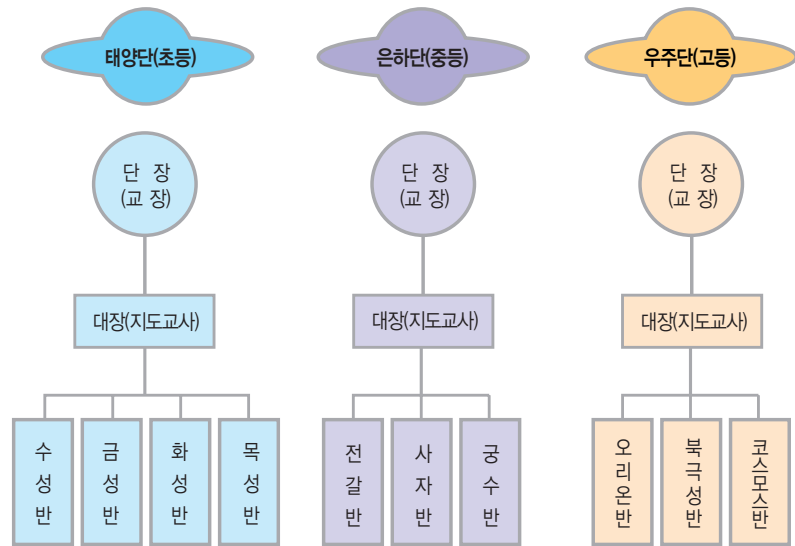 태양단(초등)
은하단(중등)
우주단(고등)
단 장
(교 장)
단 장
(교 장)
단 장
(교 장)
대장(지도교사)
대장(지도교사)
대장(지도교사)
수성반
금성반
화성반
목성반
전갈반
사자반
궁수반
오리온반
북극성반
코스모스반